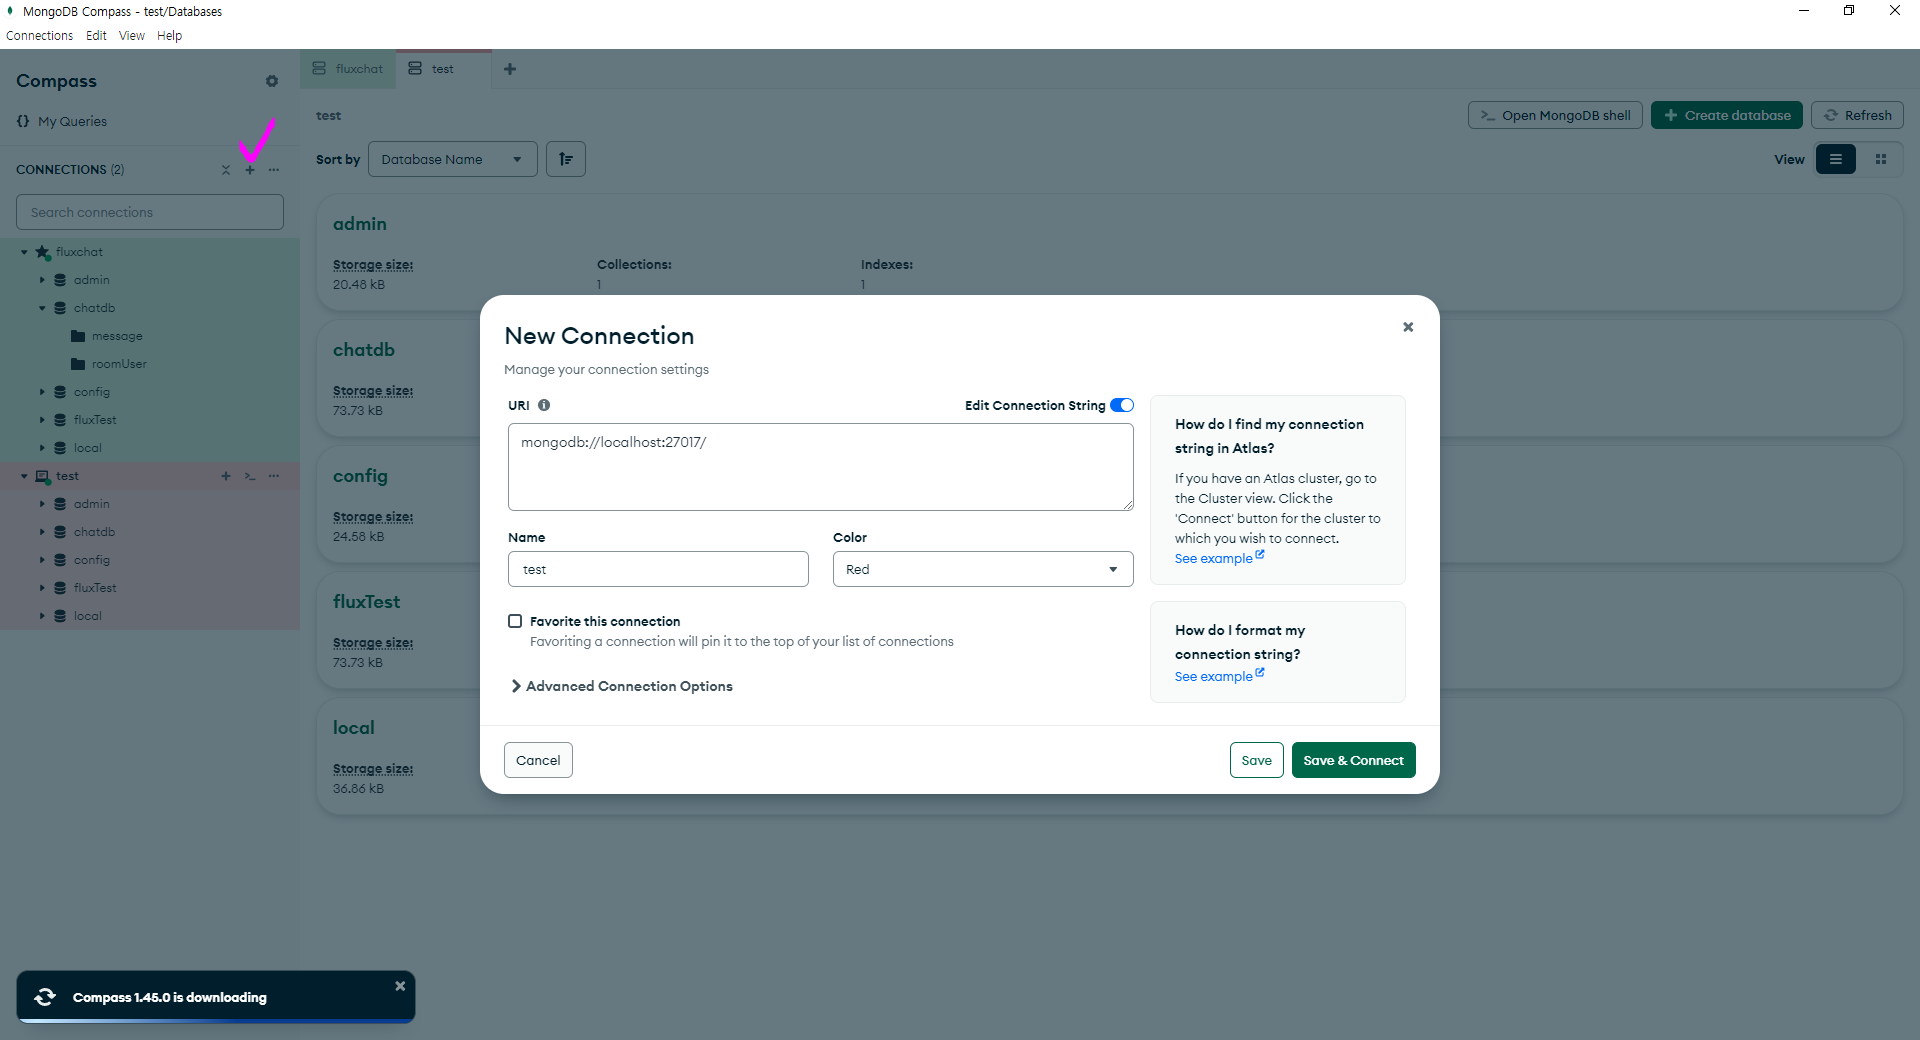 MongoDB Compass - test/Databases
Connections Edit View Help
Compass
My Queries
CONNECTIONS (2)
Search connections
fluxchat
admin
chatdb
message
roomUser
config
fluxTest
local
test
admin
chatdb
config
fluxTest
local
fluxchat
test
test
Open MongoDB shell
Create database
Refresh
Sort by
Database Name
View
admin
Storage size:
20.48 kB
Collections:
1
Indexes:
1
chatdb
Storage size:
73.73 kB
config
Storage size:
24.58 kB
fluxTest
Storage size:
73.73 kB
local
Storage size:
36.86 kB
New Connection
Manage your connection settings
URI
Edit Connection String
mongodb://localhost:27017/
Name
Color
test
Red
Favorite this connection
Favoriting a connection will pin it to the top of your list of connections
Advanced Connection Options
How do I find my connection
string in Atlas?
If you have an Atlas cluster, go to
the Cluster view. Click the
'Connect' button for the cluster to
which you wish to connect.
See example
How do I format my
connection string?
See example
Cancel
Save
Save & Connect
Compass 1.45.0 is downloading